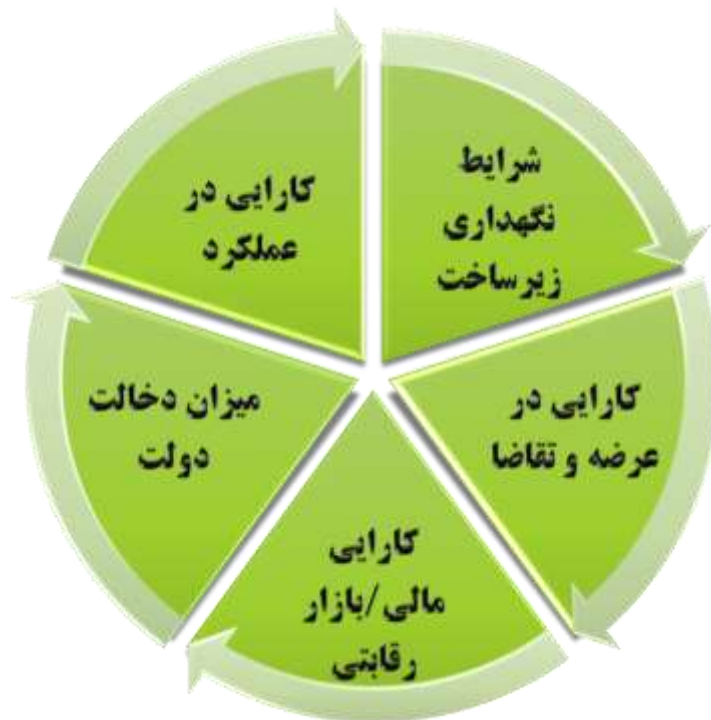 شرایط
نگهداری
زیرساخت
کارایی در
عرضه و تقاضا
کارایی
مالی /بازار
رقابتی
میزان دخالت
دولت
کارایی در
عملکرد